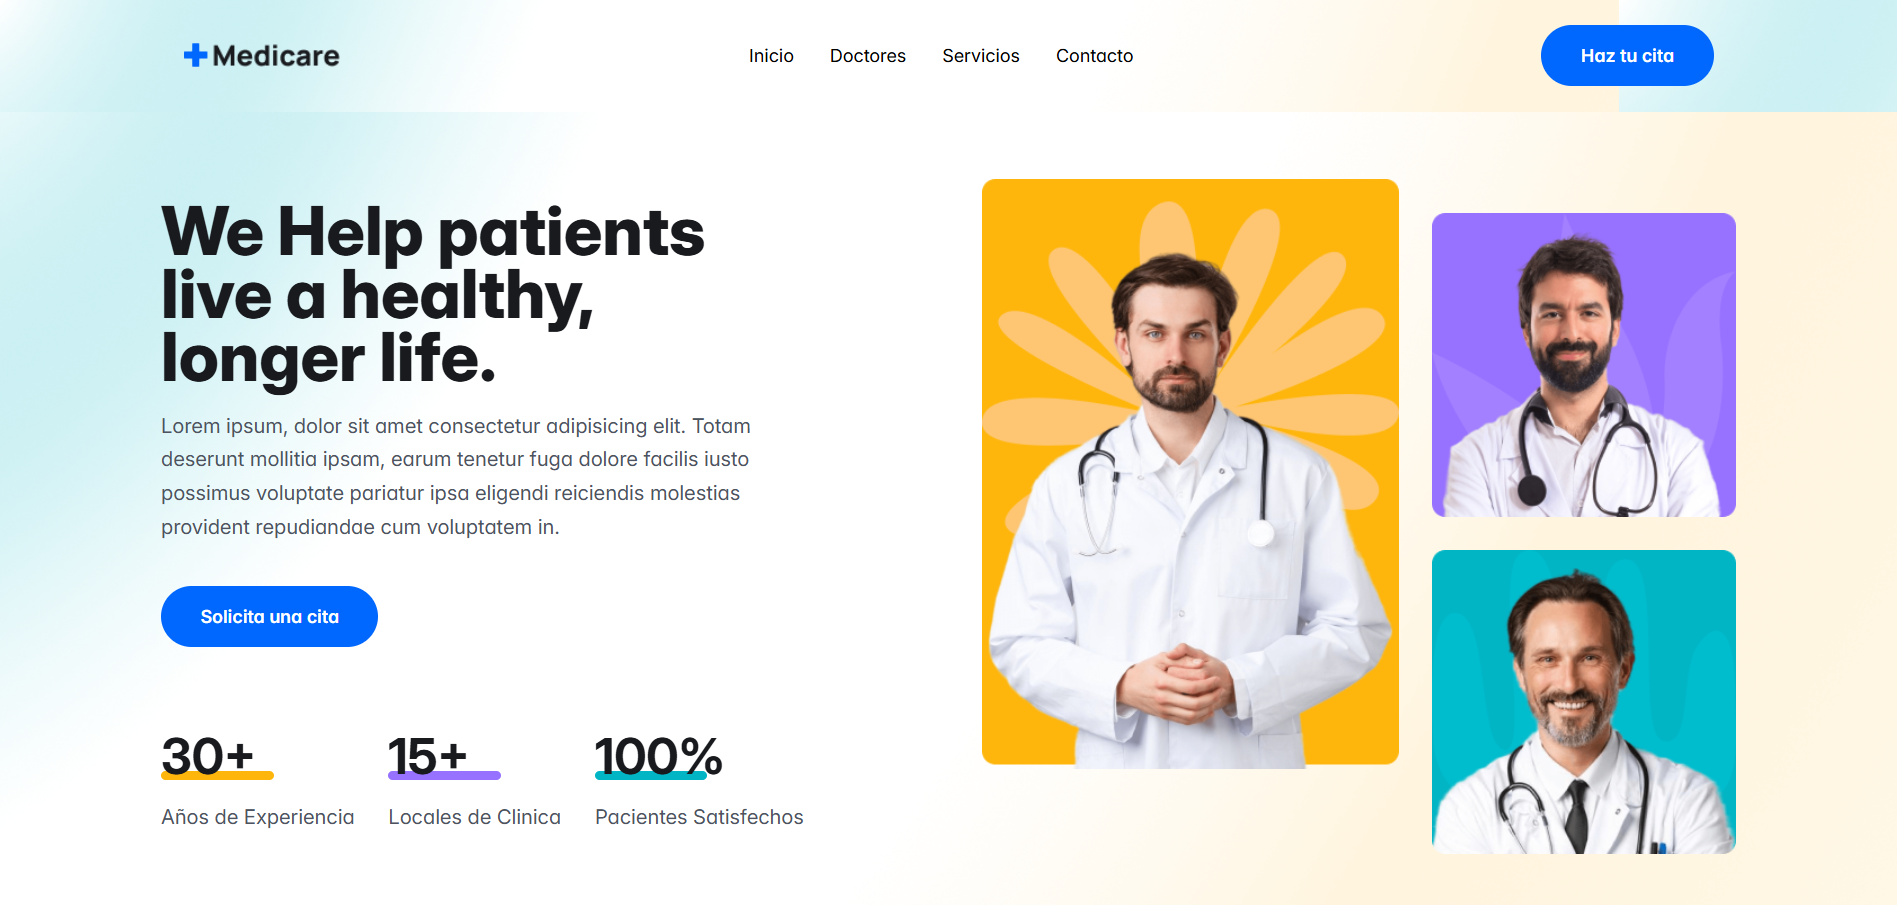 Medicare
Inicio Doctores Servicios Contacto
Haz tu cita
We Help patients
live a healthy,
longer life.
Lorem ipsum, dolor sit amet consectetur adipisicing elit. Totam
deserunt mollitia ipsam, earum tenetur fuga dolore facilis iusto
possimus voluptate pariatur ipsa eligendi reiciendis molestias
provident repudiandae cum voluptatem in.
Solicita una cita
30+
Años de Experiencia
15+
Locales de Clinica
100%
Pacientes Satisfechos